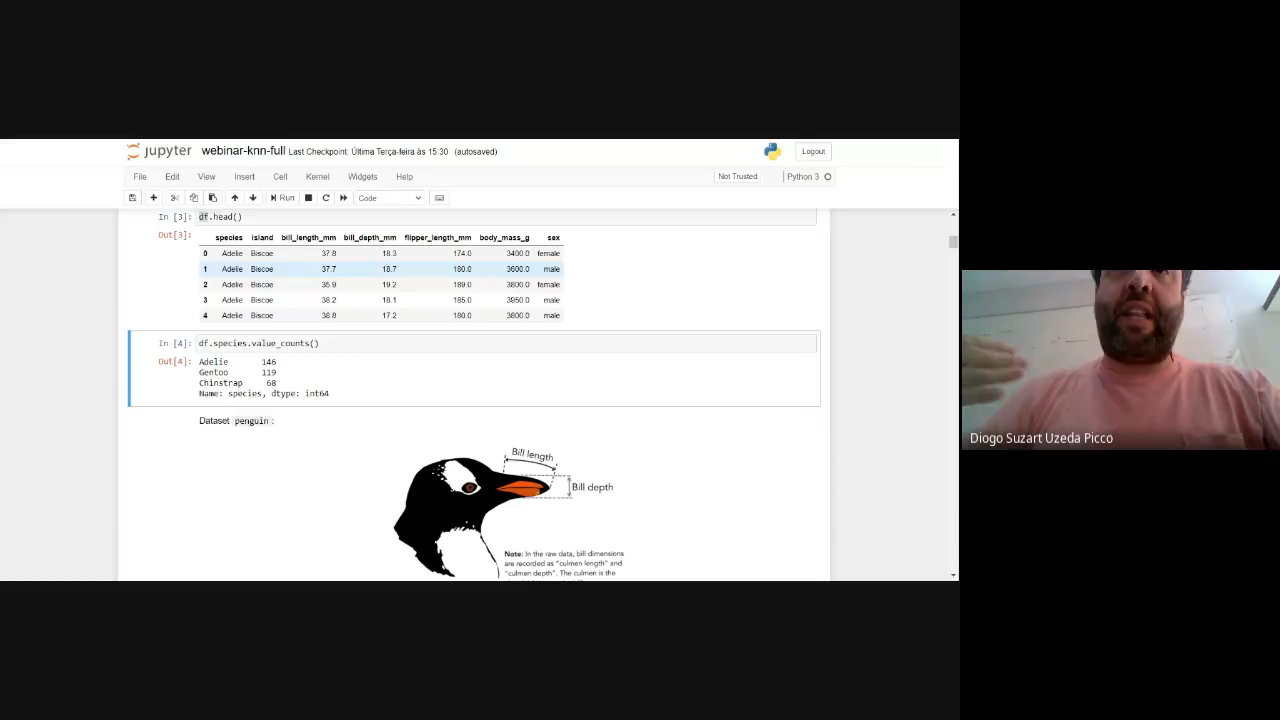 jupyter webinar-knn-full Last Checkpoint: Última Terça-feira às 15:30 (autosaved) Logout
File Edit View Insert Cell Kernel Widgets Help Not Trusted Python 3
Run Code
In [3]: df.head()
Out[3]:
species island bill_length_mm bill_depth_mm flipper_length_mm body_mass_g sex
0 Adelie Biscoe 37.8 18.3 174.0 3400.0 female
1 Adelie Biscoe 37.7 18.7 180.0 3600.0 male
2 Adelie Biscoe 35.9 19.2 189.0 3800.0 female
3 Adelie Biscoe 38.2 18.1 185.0 3950.0 male
4 Adelie Biscoe 38.8 17.2 180.0 3800.0 male
In [4]: df.species.value_counts()
Out[4]: Adelie 146
Gentoo 119
Chinstrap 68
Name: species, dtype: int64
Dataset penguin :
Bill length
Bill depth
Note: In the raw data, bill dimensions
are recorded as "culmen length" and
"culmen depth". The culmen is the
Diogo Suzart Uzeda Picco